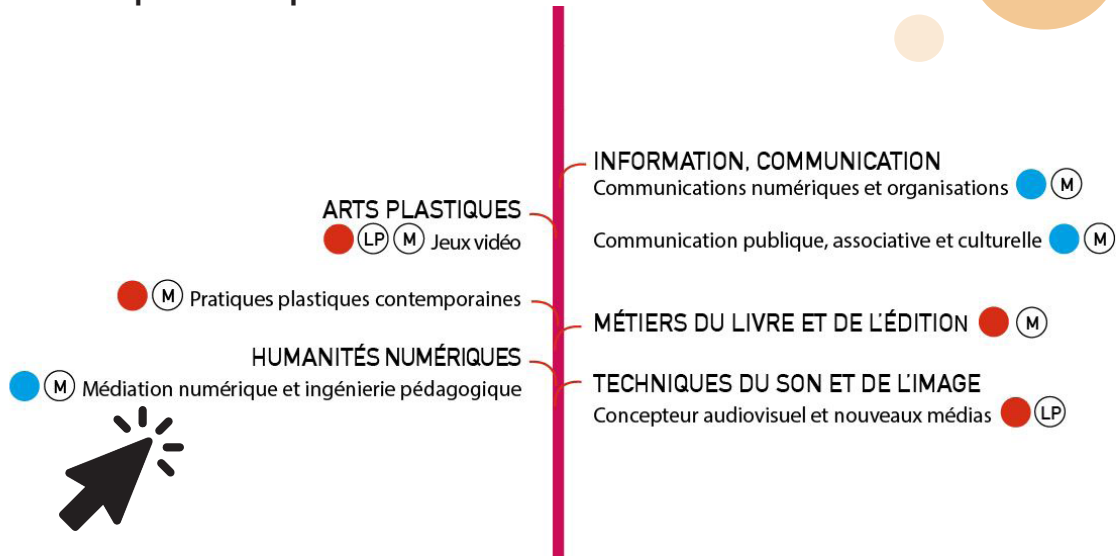 INFORMATION, COMMUNICATION
Communications numériques et organisations M
Communication publique, associative et culturelle M
ARTS PLASTIQUES
LP M Jeux vidéo
M Pratiques plastiques contemporaines
MÉTIERS DU LIVRE ET DE L'ÉDITION M
HUMANITÉS NUMÉRIQUES
M Médiation numérique et ingénierie pédagogique
TECHNIQUES DU SON ET DE L'IMAGE
Concepteur audiovisuel et nouveaux médias LP